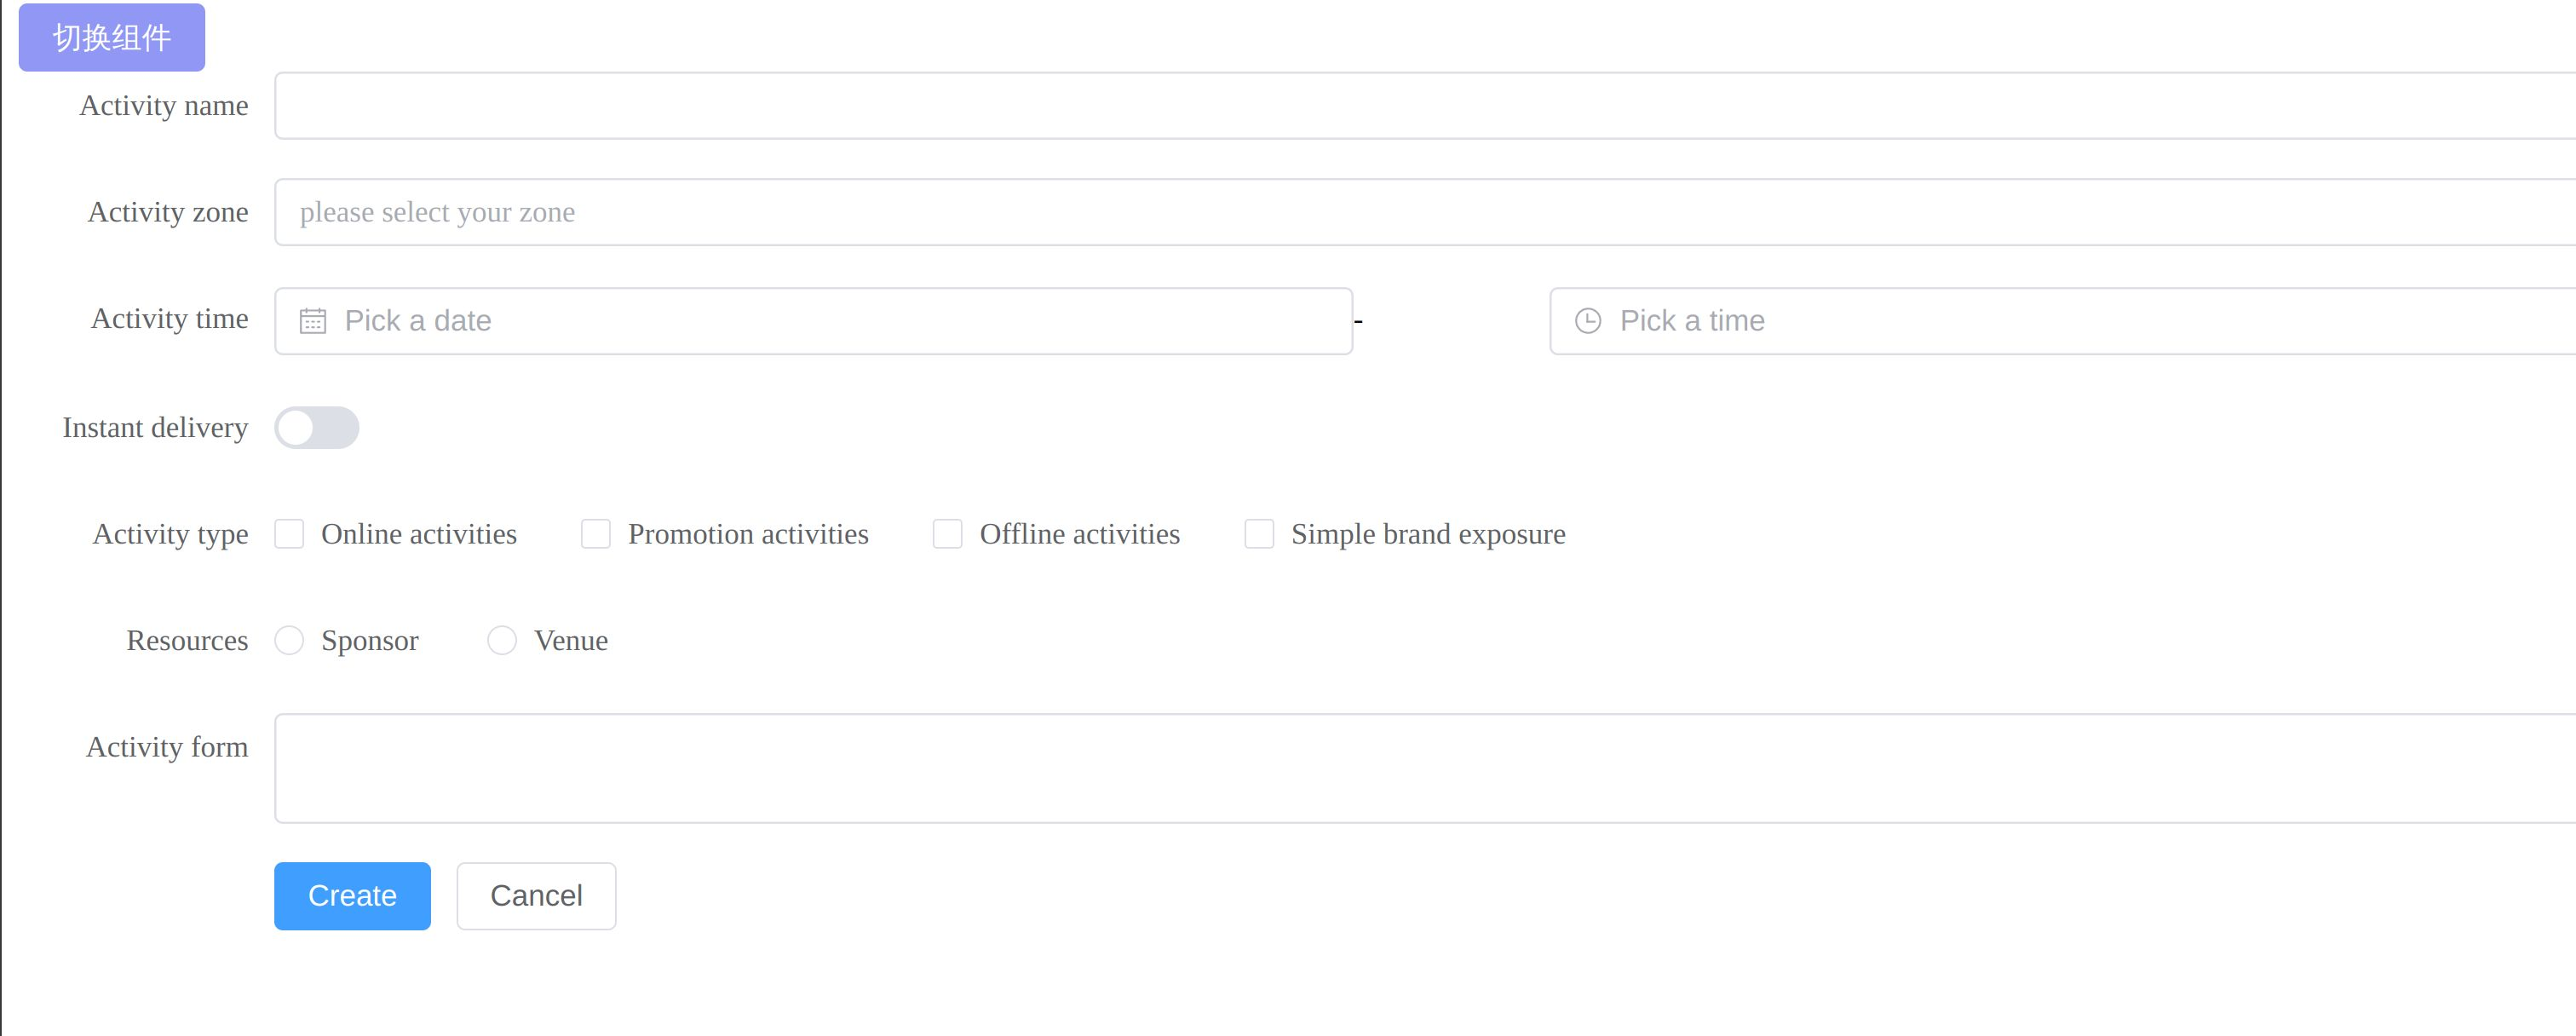 切换组件
Activity name
Activity zone please select your zone
Activity time Pick a date - Pick a time
Instant delivery
Activity type Online activities Promotion activities Offline activities Simple brand exposure
Resources Sponsor Venue
Activity form
Create Cancel